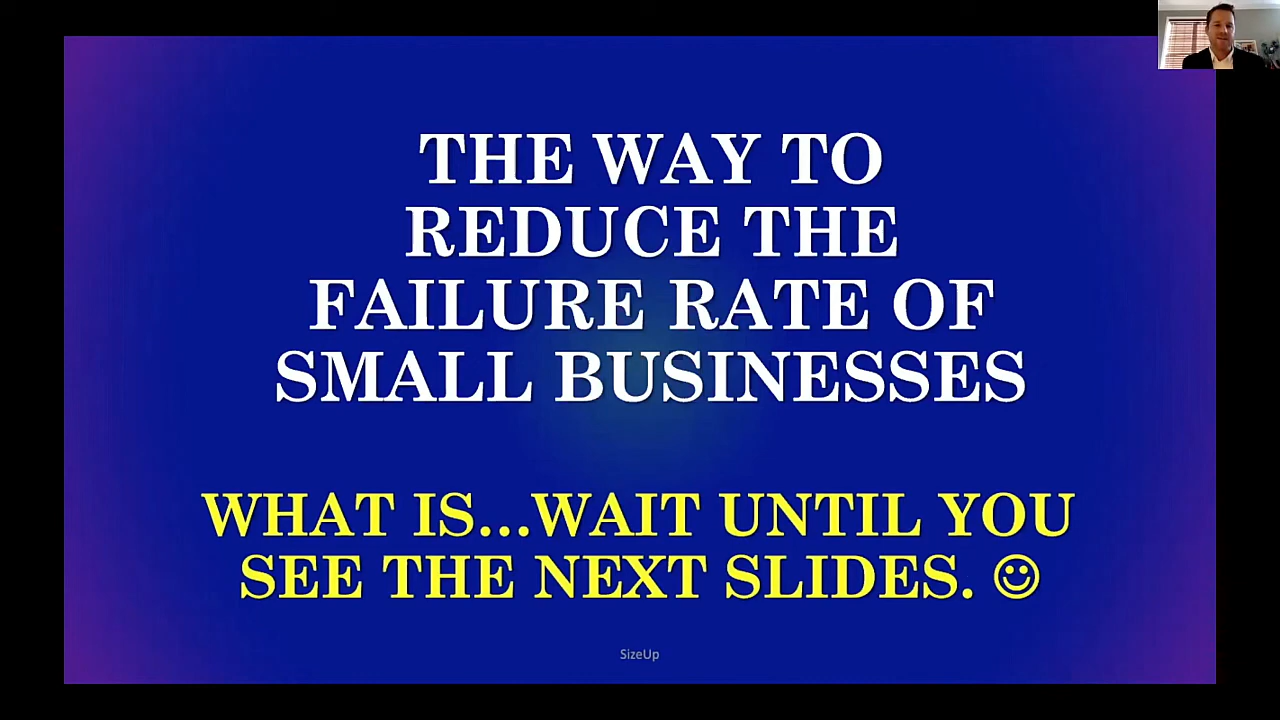 THE WAY TO
REDUCE THE
FAILURE RATE OF
SMALL BUSINESSES
WHAT IS...WAIT UNTIL YOU
SEE THE NEXT SLIDES. ☺
SizeUp